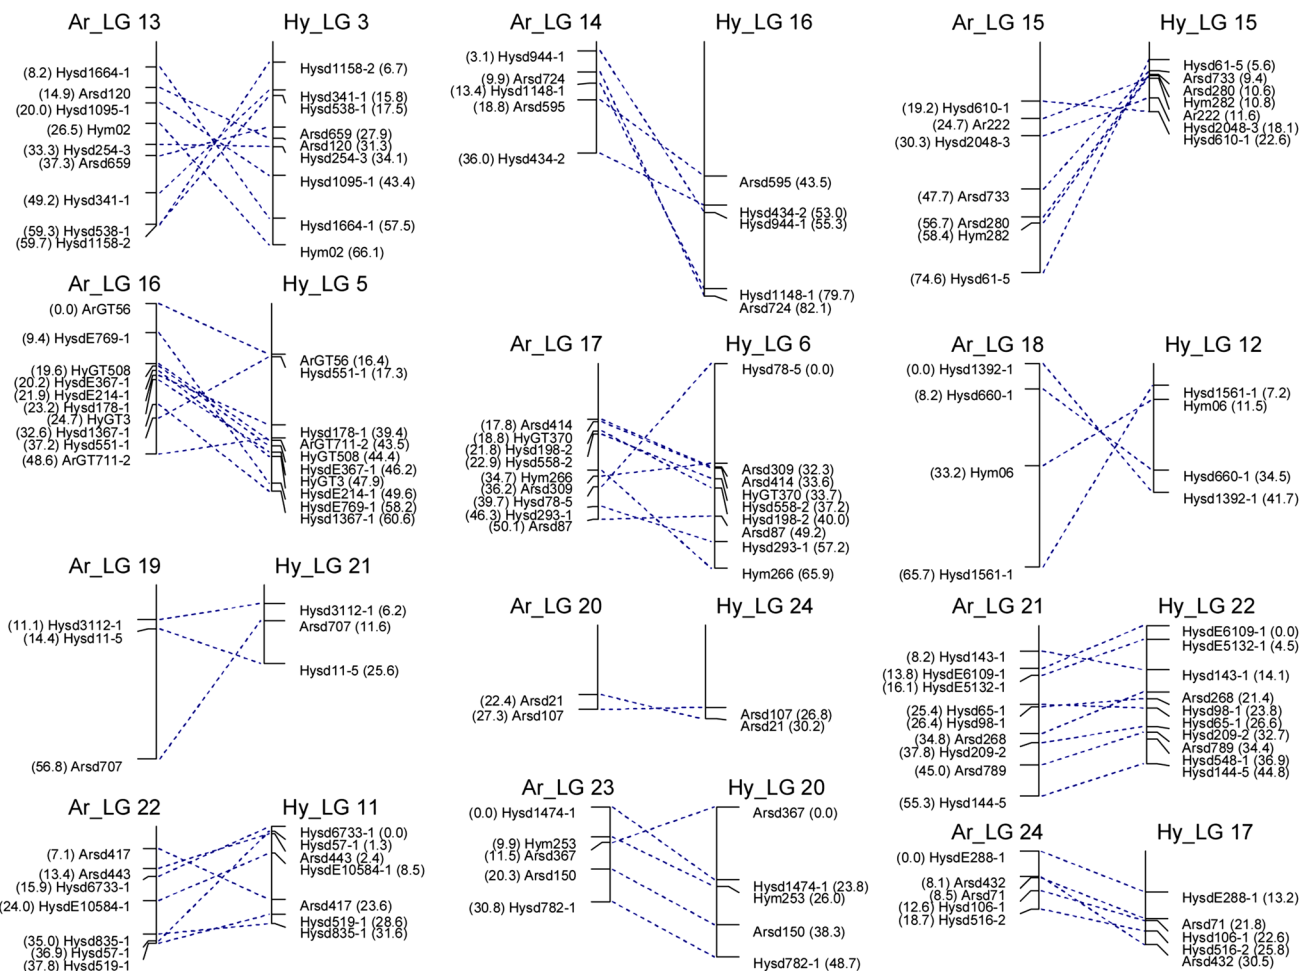 Ar_LG 13
Hy_LG 3
(8.2) Hysd1664-1
(14.9) Arsd120
(20.0) Hysd1095-1
(26.5) Hym02
(33.3) Hysd254-3
(37.3) Arsd659
(49.2) Hysd341-1
(59.3) Hysd538-1
(59.7) Hysd1158-2
Hysd1158-2 (6.7)
Hysd341-1 (15.8)
Hysd538-1 (17.5)
Arsd659 (27.9)
Arsd120 (31.3)
Hysd254-3 (34.1)
Hysd1095-1 (43.4)
Hysd1664-1 (57.5)
Hym02 (66.1)
Ar_LG 14
Hy_LG 16
(3.1) Hysd944-1
(9.9) Arsd724
(13.4) Hysd1148-1
(18.8) Arsd595
(36.0) Hysd434-2
Arsd595 (43.5)
Hysd434-2 (53.0)
Hysd944-1 (55.3)
Hysd1148-1 (79.7)
Arsd724 (82.1)
Ar_LG 15
Hy_LG 15
(19.2) Hysd610-1
(24.7) Ar222
(30.3) Hysd2048-3
(47.7) Arsd733
(56.7) Arsd280
(58.4) Hym282
(74.6) Hysd61-5
Hysd61-5 (5.6)
Arsd733 (9.4)
Arsd280 (10.6)
Hym282 (10.8)
Ar222 (11.6)
Hysd2048-3 (18.1)
Hysd610-1 (22.6)
Ar_LG 16
Hy_LG 5
(0.0) ArGT56
(9.4) HysdE769-1
(19.6) HyGT508
(20.2) HysdE367-1
(21.9) HysdE214-1
(23.2) Hysd178-1
(24.7) HyGT3
(32.6) Hysd1367-1
(37.2) Hysd551-1
(48.6) ArGT711-2
ArGT56 (16.4)
Hysd551-1 (17.3)
Hysd178-1 (39.4)
ArGT711-2 (43.5)
HyGT508 (44.4)
HysdE367-1 (46.2)
HyGT3 (47.9)
HysdE214-1 (49.6)
HysdE769-1 (58.2)
Hysd1367-1 (60.6)
Ar_LG 17
Hy_LG 6
(17.8) Arsd414
(18.8) HyGT370
(21.8) Hysd198-2
(22.9) Hysd558-2
(34.7) Hym266
(36.2) Arsd309
(39.7) Hysd78-5
(46.3) Hysd293-1
(50.1) Arsd87
Hysd78-5 (0.0)
Arsd309 (32.3)
Arsd414 (33.6)
HyGT370 (33.7)
Hysd558-2 (37.2)
Hysd198-2 (40.0)
Arsd87 (49.2)
Hysd293-1 (57.2)
Hym266 (65.9)
Ar_LG 18
Hy_LG 12
(0.0) Hysd1392-1
(8.2) Hysd660-1
(33.2) Hym06
(65.7) Hysd1561-1
Hysd1561-1 (7.2)
Hym06 (11.5)
Hysd660-1 (34.5)
Hysd1392-1 (41.7)
Ar_LG 19
Hy_LG 21
(11.1) Hysd3112-1
(14.4) Hysd11-5
(56.8) Arsd707
Hysd3112-1 (6.2)
Arsd707 (11.6)
Hysd11-5 (25.6)
Ar_LG 20
Hy_LG 24
(22.4) Arsd21
(27.3) Arsd107
Arsd107 (26.8)
Arsd21 (30.2)
Ar_LG 21
Hy_LG 22
(8.2) Hysd143-1
(13.8) HysdE6109-1
(16.1) HysdE5132-1
(25.4) Hysd65-1
(26.4) Hysd98-1
(34.8) Arsd268
(37.8) Hysd209-2
(45.0) Arsd789
(55.3) Hysd144-5
HysdE6109-1 (0.0)
HysdE5132-1 (4.5)
Hysd143-1 (14.1)
Arsd268 (21.4)
Hysd98-1 (23.8)
Hysd65-1 (26.6)
Hysd209-2 (32.7)
Arsd789 (34.4)
Hysd548-1 (36.9)
Hysd144-5 (44.8)
Ar_LG 22
Hy_LG 11
(7.1) Arsd417
(13.4) Arsd443
(15.9) Hysd6733-1
(24.0) HysdE10584-1
(35.0) Hysd835-1
(36.9) Hysd57-1
(37.8) Hysd519-1
Hysd6733-1 (0.0)
Hysd57-1 (1.3)
Arsd443 (2.4)
HysdE10584-1 (8.5)
Arsd417 (23.6)
Hysd519-1 (28.6)
Hysd835-1 (31.6)
Ar_LG 23
Hy_LG 20
(0.0) Hysd1474-1
(9.9) Hym253
(11.5) Arsd367
(20.3) Arsd150
(30.8) Hysd782-1
Arsd367 (0.0)
Hysd1474-1 (23.8)
Hym253 (26.0)
Arsd150 (38.3)
Hysd782-1 (48.7)
Ar_LG 24
Hy_LG 17
(0.0) HysdE288-1
(8.1) Arsd432
(8.5) Arsd71
(12.6) Hysd106-1
(18.7) Hysd516-2
HysdE288-1 (13.2)
Arsd71 (21.8)
Hysd106-1 (22.6)
Hysd516-2 (25.8)
Arsd432 (30.5)